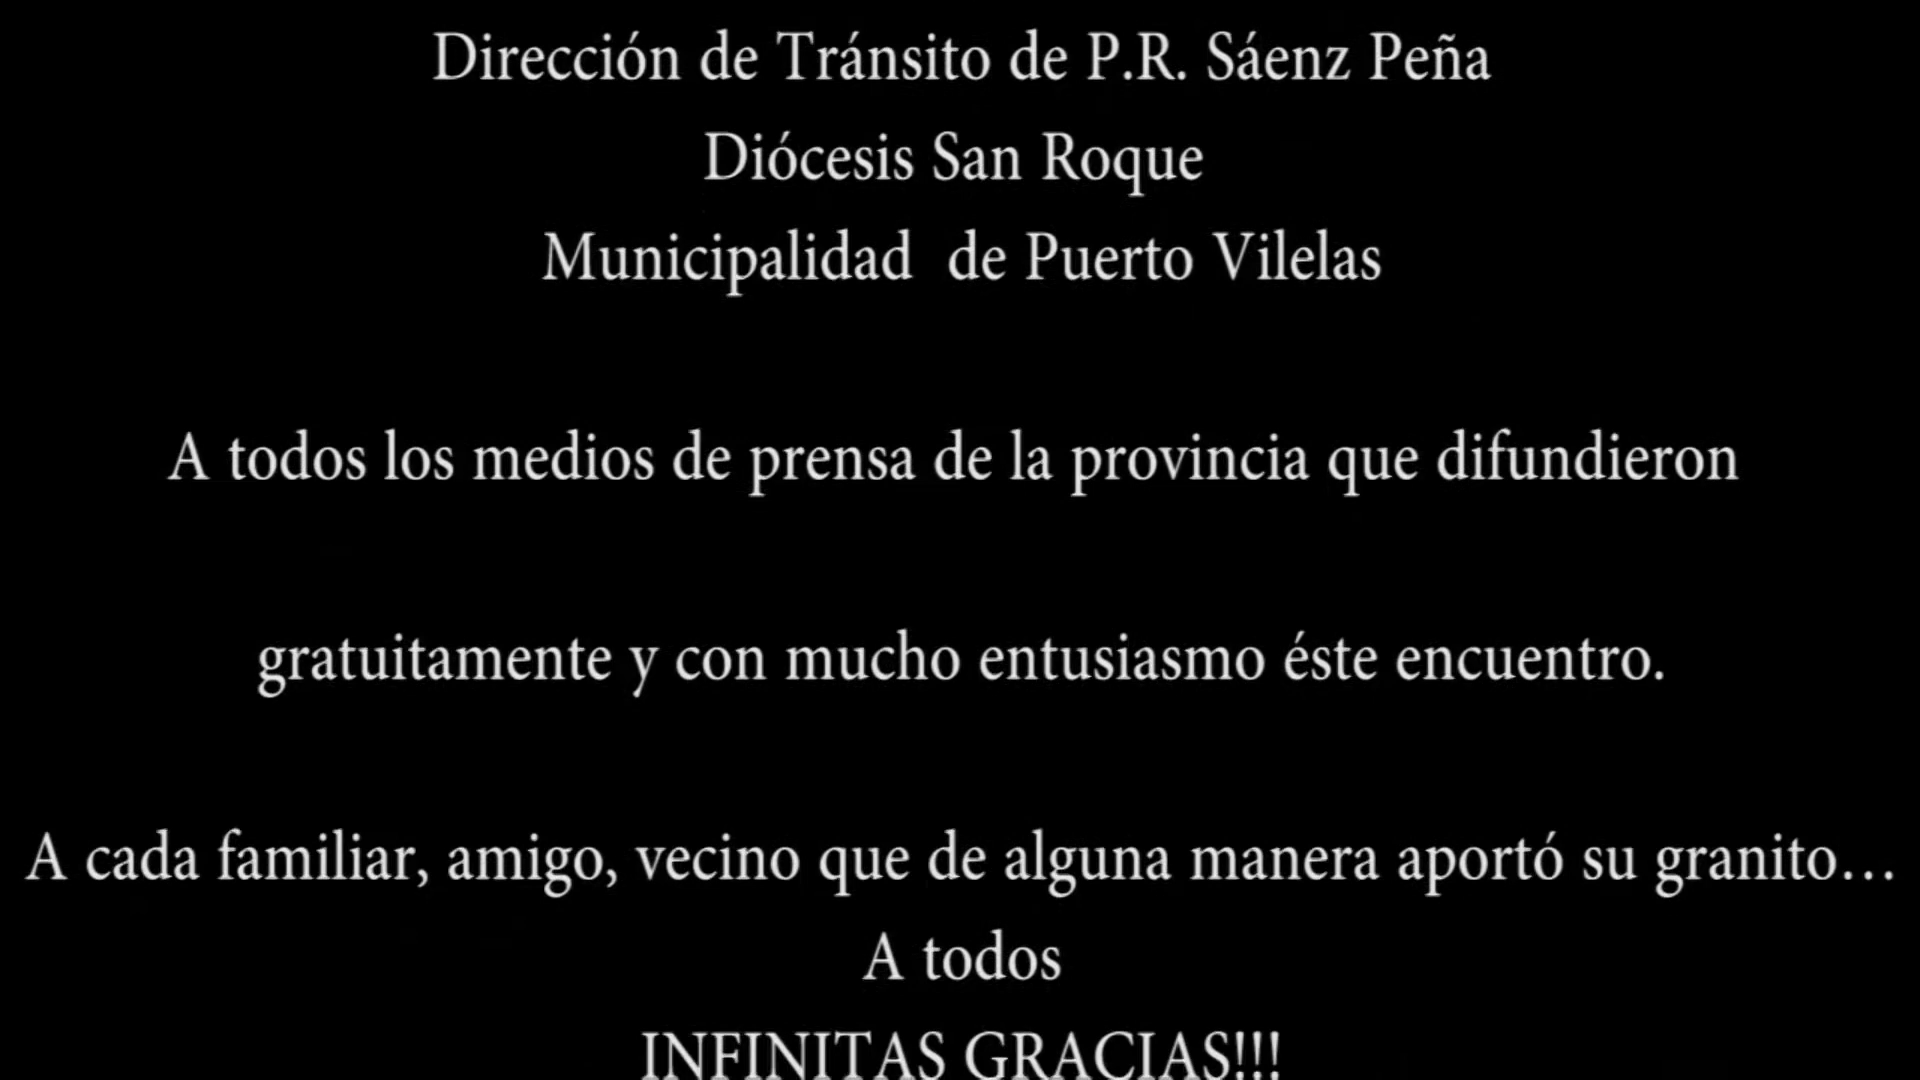 Dirección de Tránsito de P.R. Sáenz Peña
Diócesis San Roque
Municipalidad  de Puerto Vilelas
A todos los medios de prensa de la provincia que difundieron
gratuitamente y con mucho entusiasmo éste encuentro.
A cada familiar, amigo, vecino que de alguna manera aportó su granito…
A todos
INFINITAS GRACIAS!!!